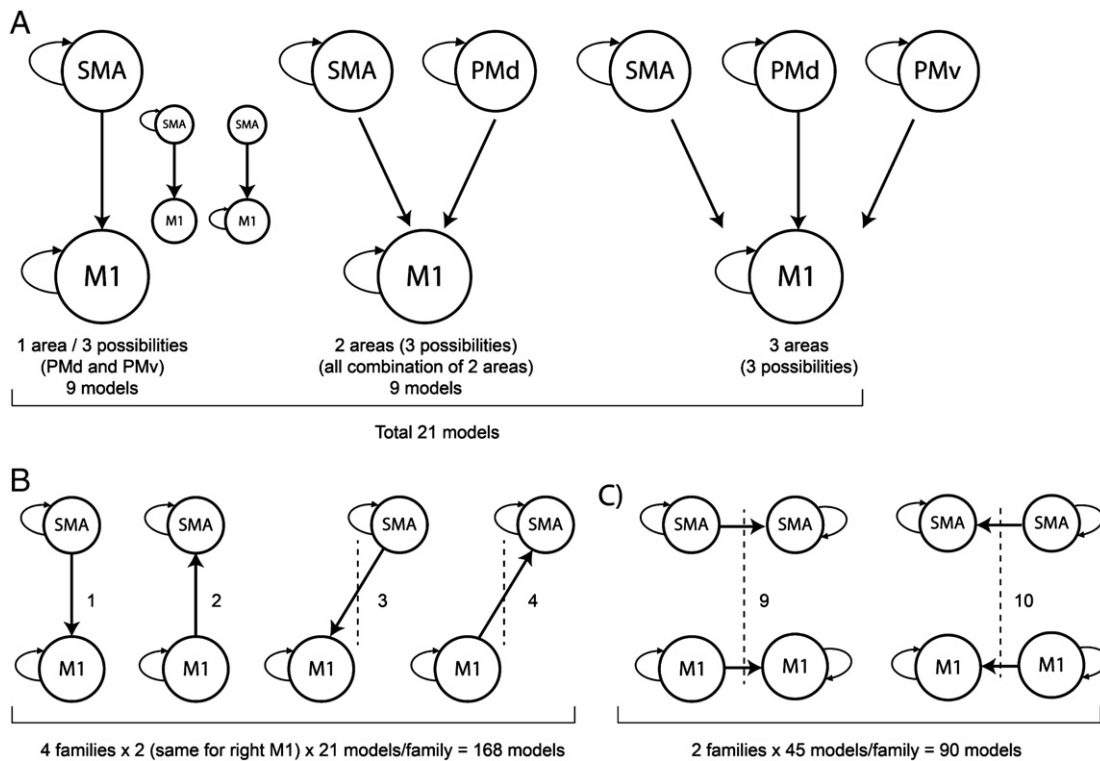 A
SMA
SMA
PMd
SMA
PMd
PMv
SMA
SMA
M1
M1
M1
M1
M1
1 area / 3 possibilities
(PMd and PMv)
9 models
2 areas (3 possibilities)
(all combination of 2 areas)
9 models
3 areas
(3 possibilities)
Total 21 models
B
SMA
SMA
SMA
SMA
1
2
3
4
M1
M1
M1
M1
4 families x 2 (same for right M1) x 21 models/family = 168 models
C)
SMA
SMA
SMA
SMA
9
10
M1
M1
M1
M1
2 families x 45 models/family = 90 models